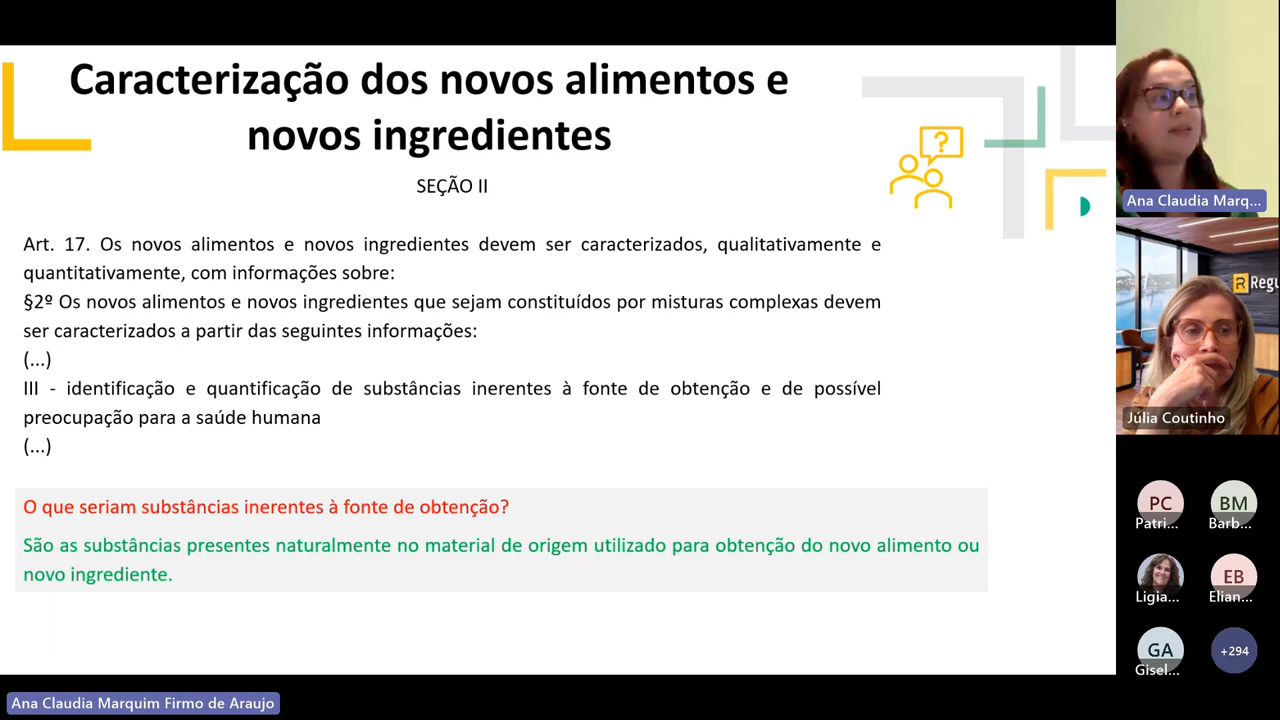 Caracterização dos novos alimentos e
novos ingredientes
SEÇÃO II
Art. 17. Os novos alimentos e novos ingredientes devem ser caracterizados, qualitativamente e
quantitativamente, com informações sobre:
§2º Os novos alimentos e novos ingredientes que sejam constituídos por misturas complexas devem
ser caracterizados a partir das seguintes informações:
(...)
III - identificação e quantificação de substâncias inerentes à fonte de obtenção e de possível
preocupação para a saúde humana
(...)
O que seriam substâncias inerentes à fonte de obtenção?
São as substâncias presentes naturalmente no material de origem utilizado para obtenção do novo alimento ou
novo ingrediente.
?
Ana Claudia Marq...
R Regu
Júlia Coutinho
PC
Patri...
BM
Barb...
Ligia...
EB
Elian...
GA
Gisel...
+294
Ana Claudia Marquim Firmo de Araujo